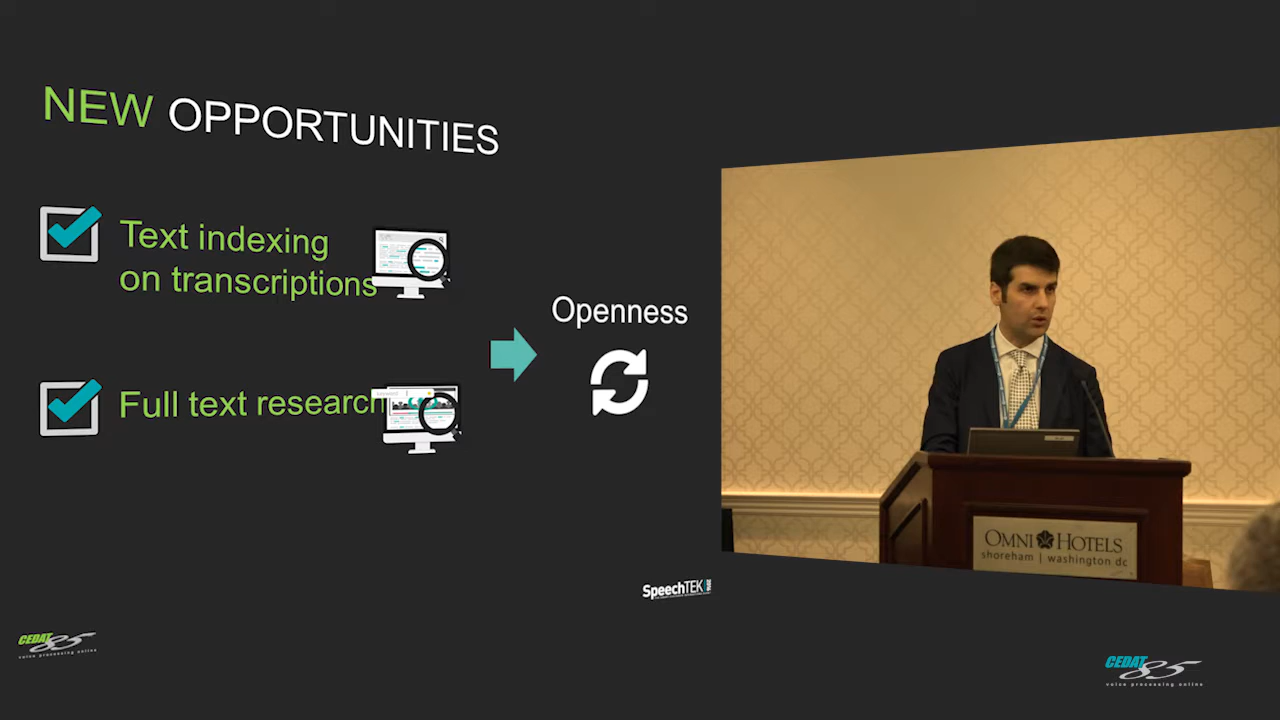 NEW OPPORTUNITIES
Text indexing
on transcriptions
Full text research
Openness
OMNI HOTELS
shoreham | washington dc
SpeechTEK
CEDAT 85
voice processing online
CEDAT 85
voice processing online